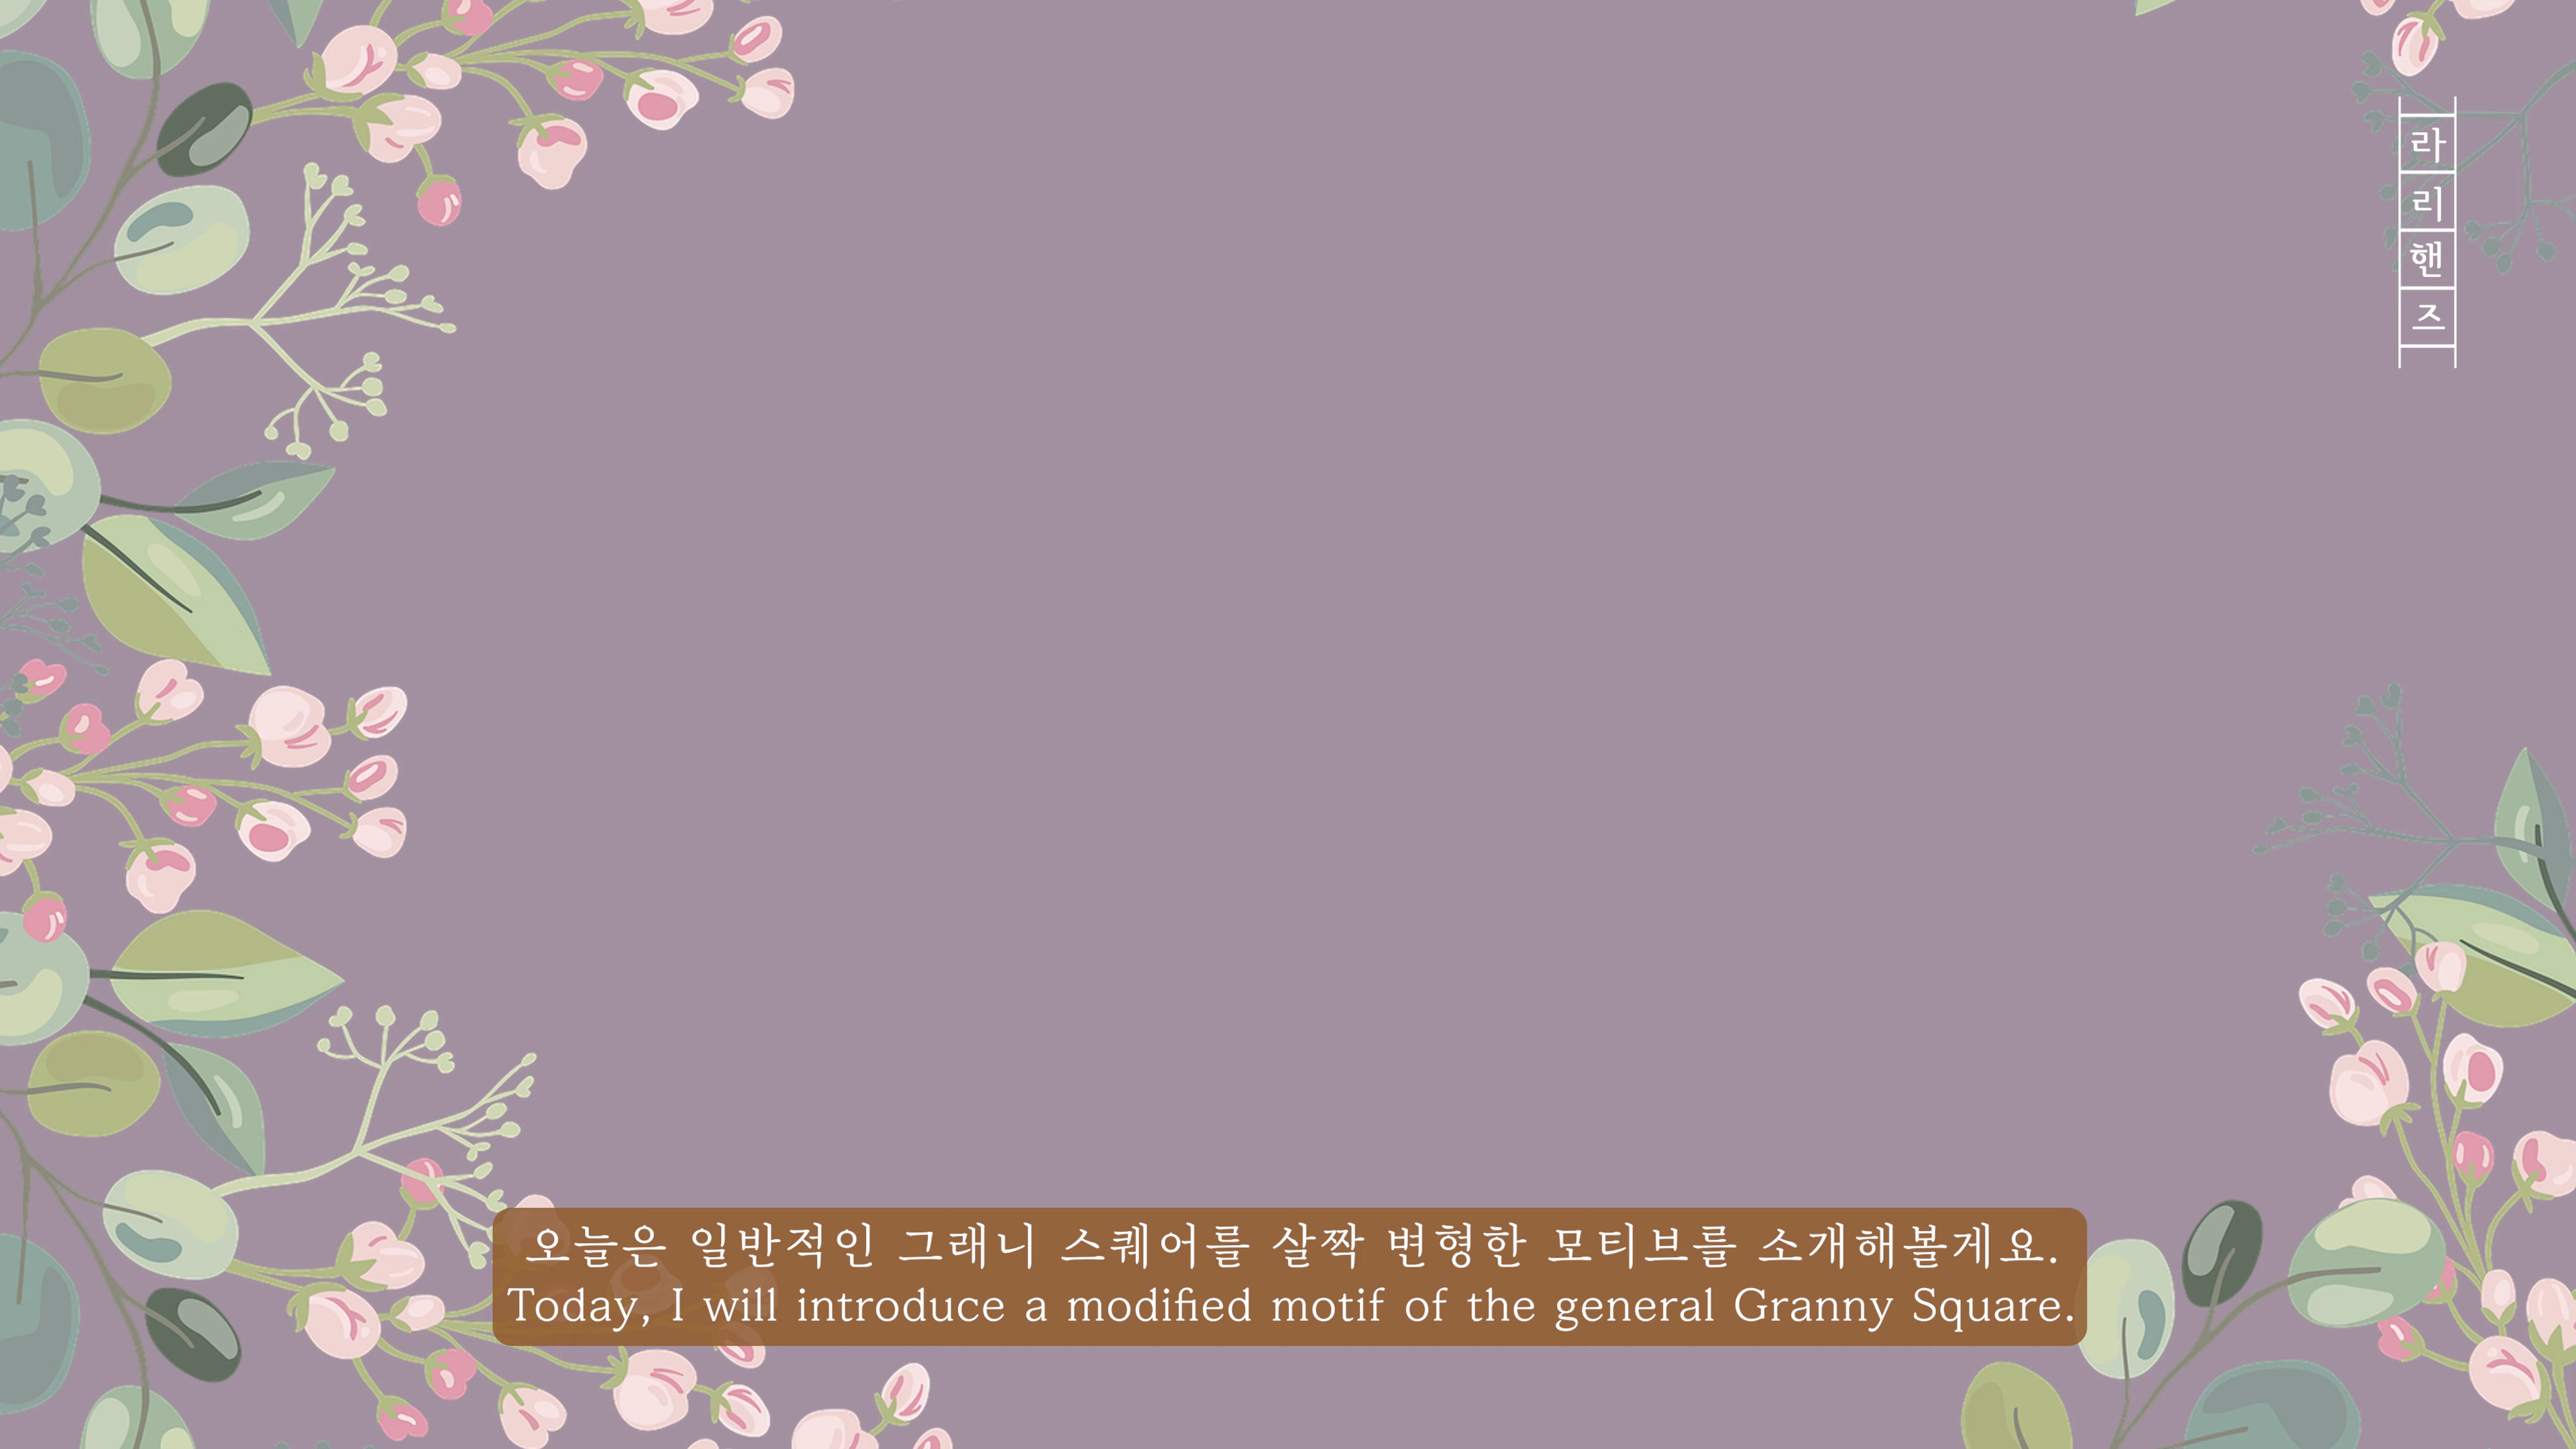 라리핸즈
오늘은 일반적인 그래니 스퀘어를 살짝 변형한 모티브를 소개해볼게요.
Today, I will introduce a modified motif of the general Granny Square.